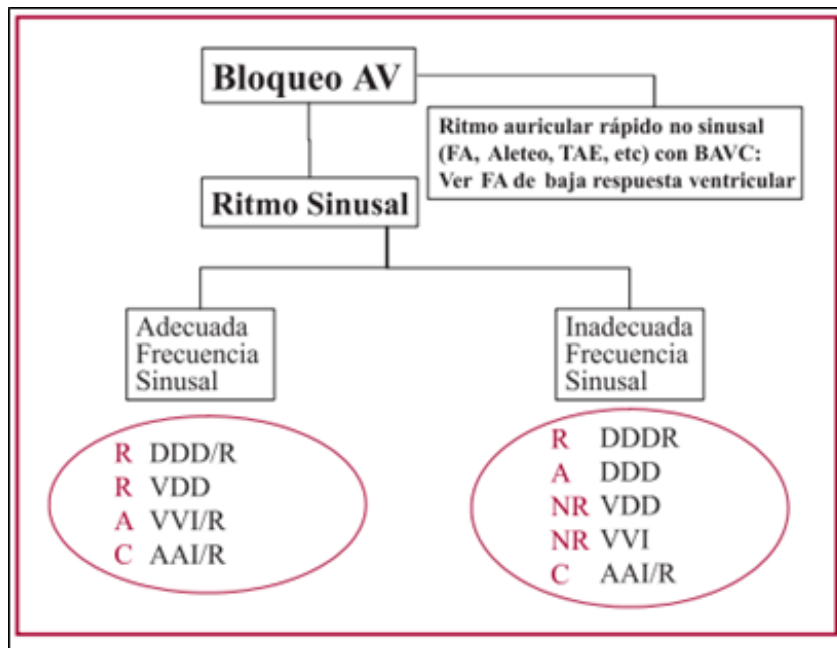 Bloqueo AV
Ritmo auricular rápido no sinusal
(FA, Aleteo, TAE, etc) con BAVC:
Ver FA de baja respuesta ventricular
Ritmo Sinusal
Adecuada
Frecuencia
Sinusal
R DDD/R
R VDD
A VVI/R
C AAI/R
Inadecuada
Frecuencia
Sinusal
R DDDR
A DDD
NR VDD
NR VVI
C AAI/R